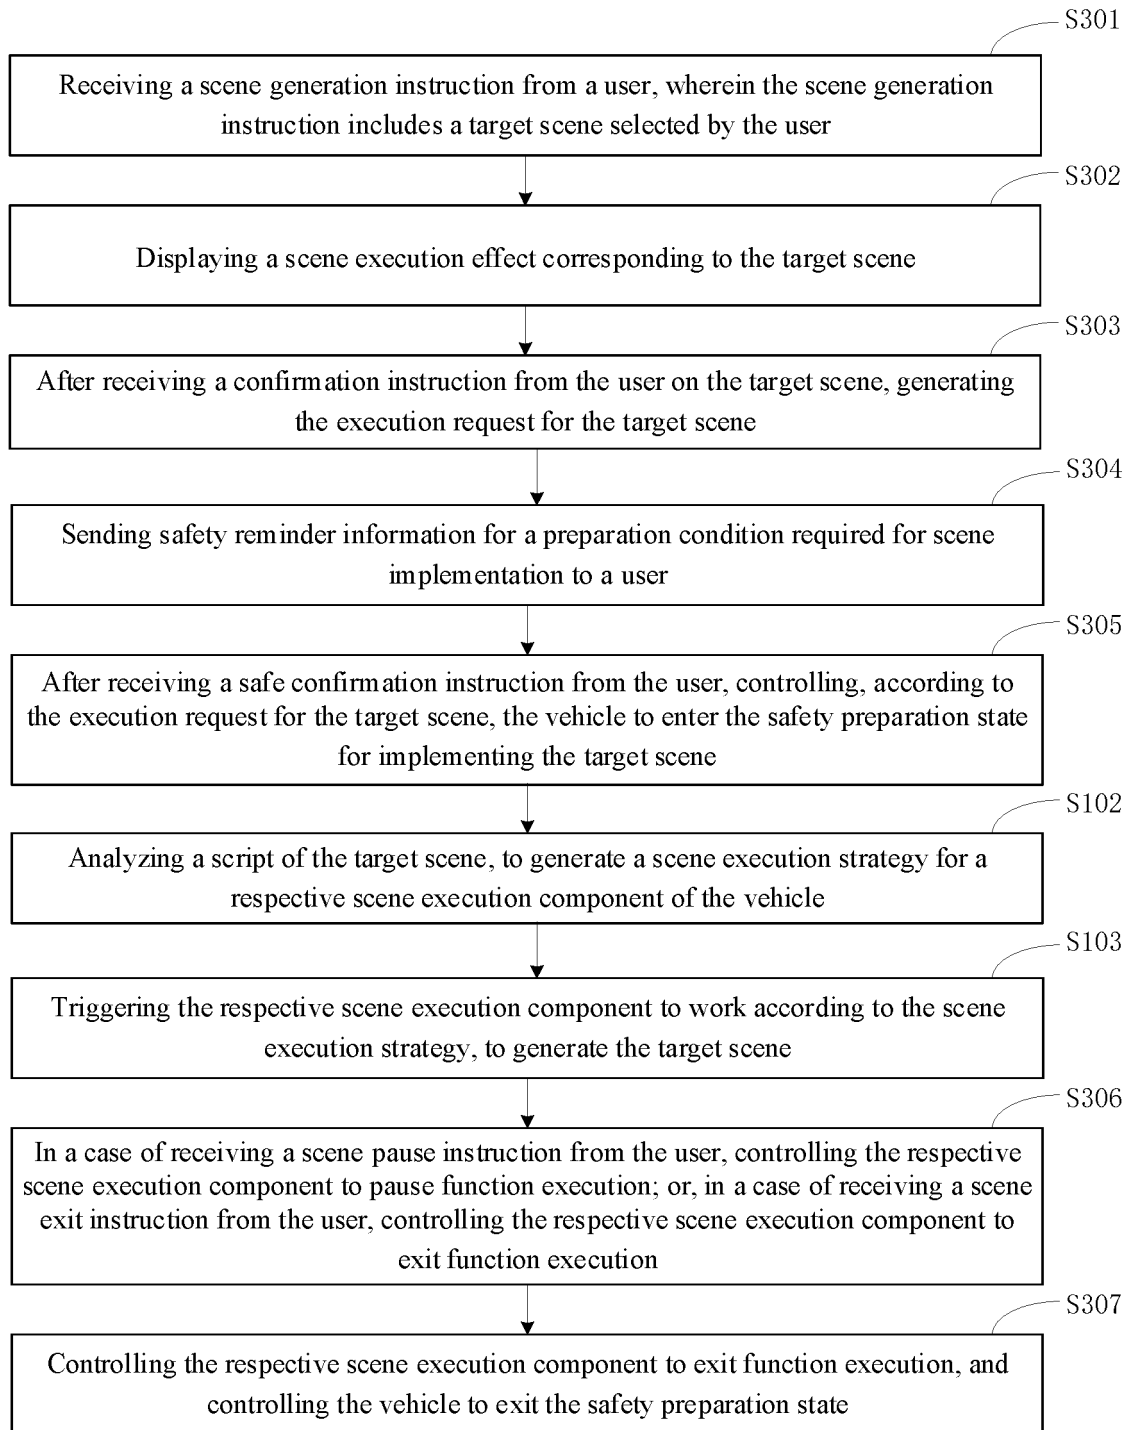 S301
Receiving a scene generation instruction from a user, wherein the scene generation
instruction includes a target scene selected by the user
S302
Displaying a scene execution effect corresponding to the target scene
S303
After receiving a confirmation instruction from the user on the target scene, generating
the execution request for the target scene
S304
Sending safety reminder information for a preparation condition required for scene
implementation to a user
S305
After receiving a safe confirmation instruction from the user, controlling, according to
the execution request for the target scene, the vehicle to enter the safety preparation state
for implementing the target scene
S102
Analyzing a script of the target scene, to generate a scene execution strategy for a
respective scene execution component of the vehicle
S103
Triggering the respective scene execution component to work according to the scene
execution strategy, to generate the target scene
S306
In a case of receiving a scene pause instruction from the user, controlling the respective
scene execution component to pause function execution; or, in a case of receiving a scene
exit instruction from the user, controlling the respective scene execution component to
exit function execution
S307
Controlling the respective scene execution component to exit function execution, and
controlling the vehicle to exit the safety preparation state